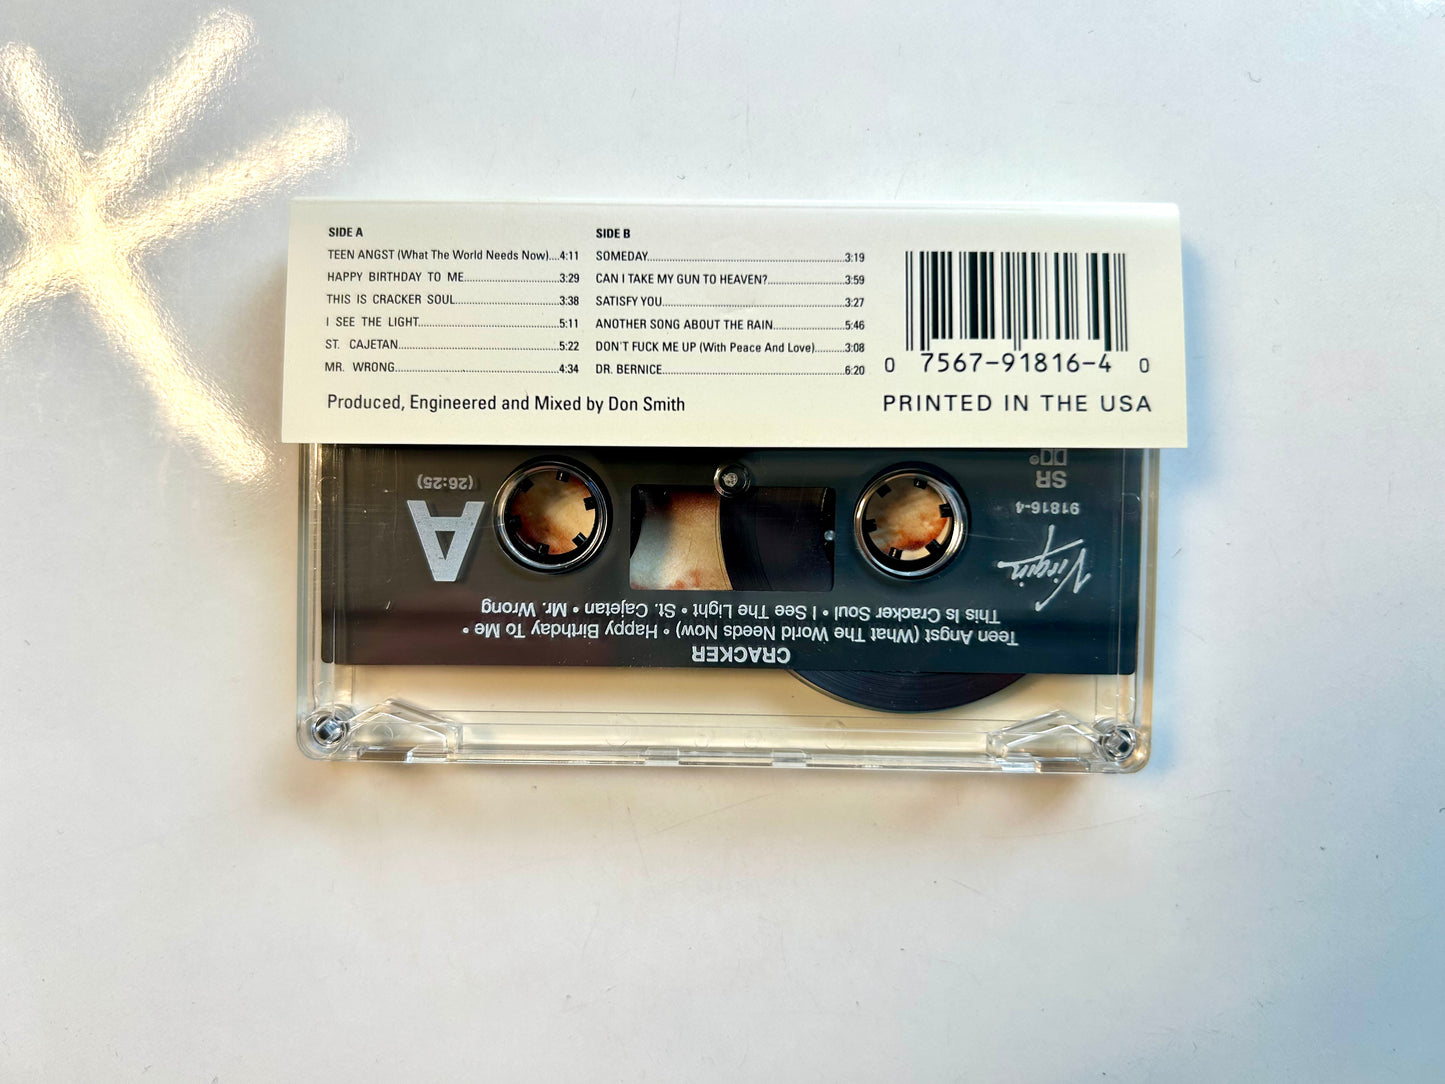 SIDE A
TEEN ANGST (What The World Needs Now)....4:11
HAPPY BIRTHDAY TO ME..............................3:29
THIS IS CRACKER SOUL.................................3:38
I SEE THE LIGHT............................................5:11
ST. CAJETAN..................................................5:22
MR. WRONG...................................................4:34
SIDE B
SOMEDAY.............................................................3:19
CAN I TAKE MY GUN TO HEAVEN?........................3:59
SATISFY YOU........................................................3:27
ANOTHER SONG ABOUT THE RAIN......................5:46
DON'T FUCK ME UP (With Peace And Love)..........3:08
DR. BERNICE........................................................6:20
Produced, Engineered and Mixed by Don Smith
0 7567-91816-4 0
PRINTED IN THE USA
CRACKER
Teen Angst (What The World Needs Now) • Happy Birthday To Me •
This Is Cracker Soul • I See The Light • St. Cajetan • Mr. Wrong
Virgin
91816-4
SR
A
(26:25)